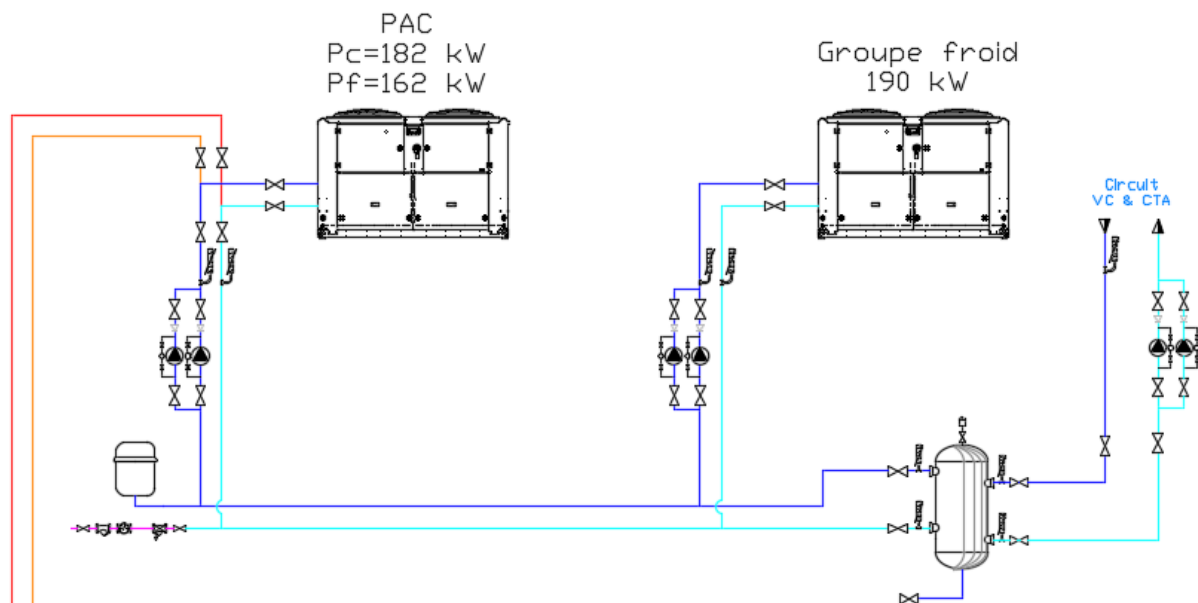 PAC
Pc=182 kW
Pf=162 kW
Groupe froid
190 kW
Circuit
VC & CTA